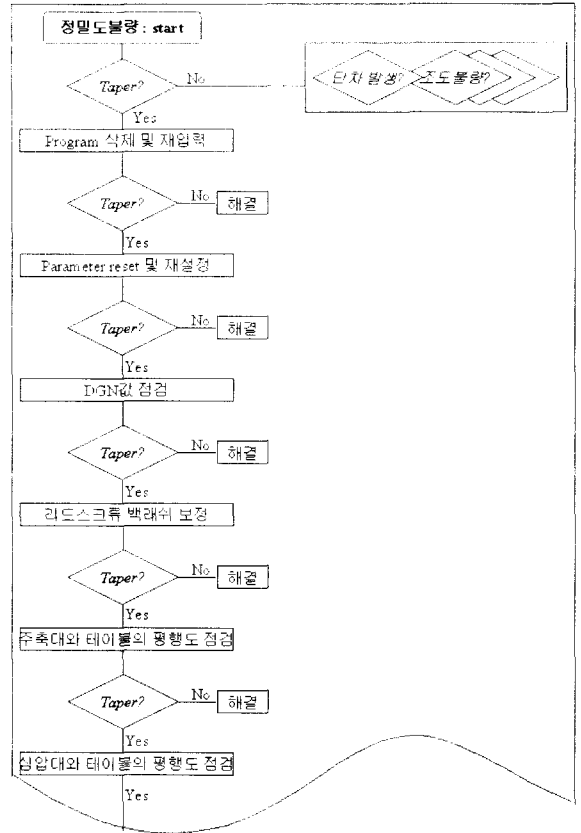 정밀도불량 : start
Taper?
No
단차 발생?
조도불량?
Yes
Program 삭제 및 재입력
Taper?
No
해결
Yes
Parameter reset 및 재설정
Taper?
No
해결
Yes
DGN값 점검
Taper?
No
해결
Yes
리드스크류 백래쉬 보정
Taper?
No
해결
Yes
주축대와 테이블의 평행도 점검
Taper?
No
해결
Yes
심압대와 테이블의 평행도 점검
Yes